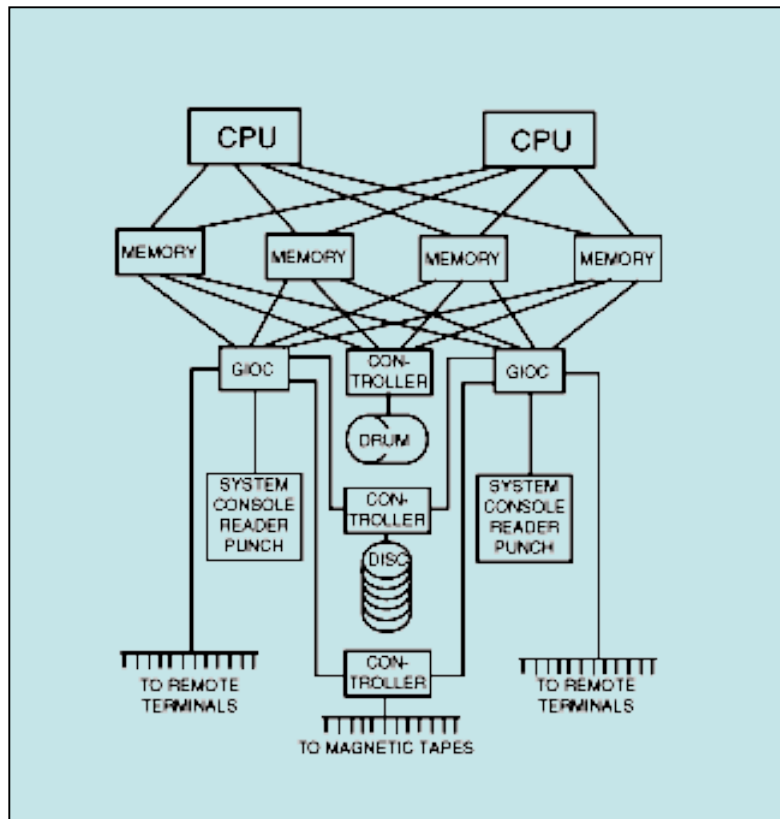 CPU
CPU
MEMORY
MEMORY
MEMORY
MEMORY
GIOC
CON-
TROLLER
GIOC
DRUM
SYSTEM
CONSOLE
READER
PUNCH
CON-
TROLLER
SYSTEM
CONSOLE
READER
PUNCH
DISC
CON-
TROLLER
TO REMOTE
TERMINALS
TO REMOTE
TERMINALS
TO MAGNETIC TAPES